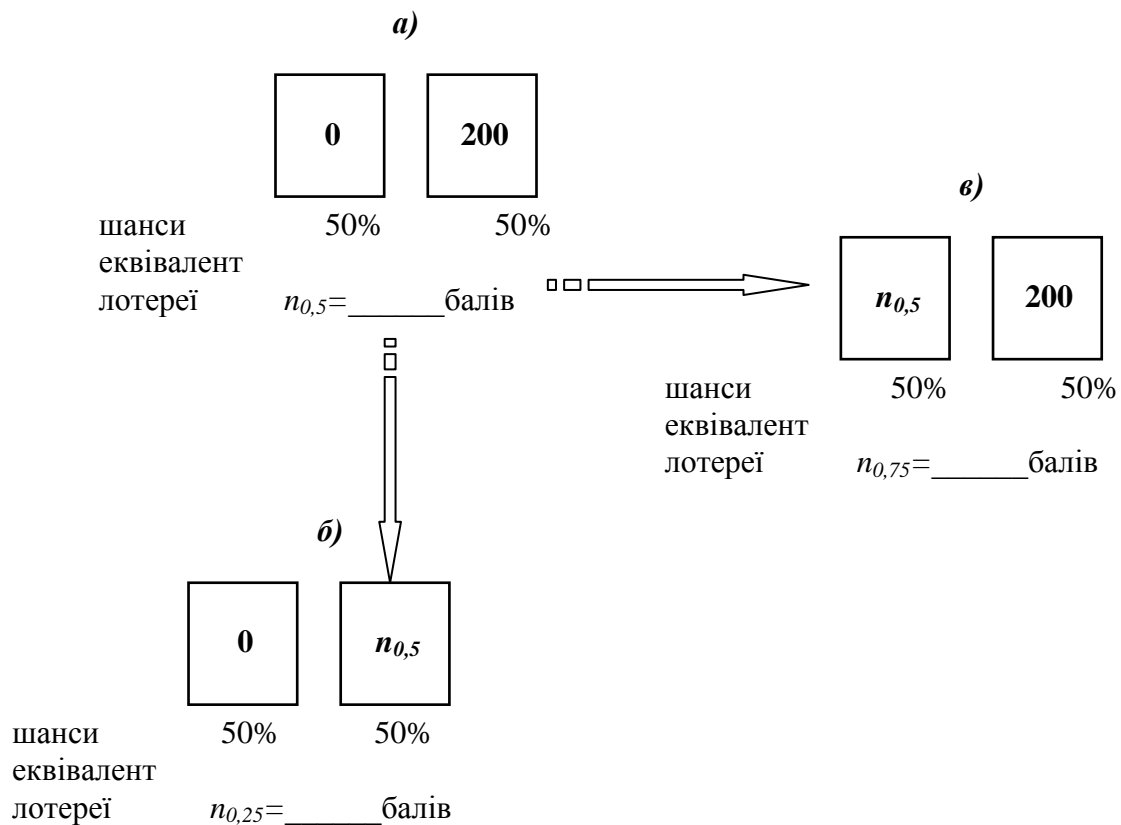 а)
0 200
шанси 50% 50%
еквівалент
лотереї n0,5=______балів
в)
n0,5 200
шанси 50% 50%
еквівалент
лотереї n0,75=______балів
б)
0 n0,5
шанси 50% 50%
еквівалент
лотереї n0,25=______балів